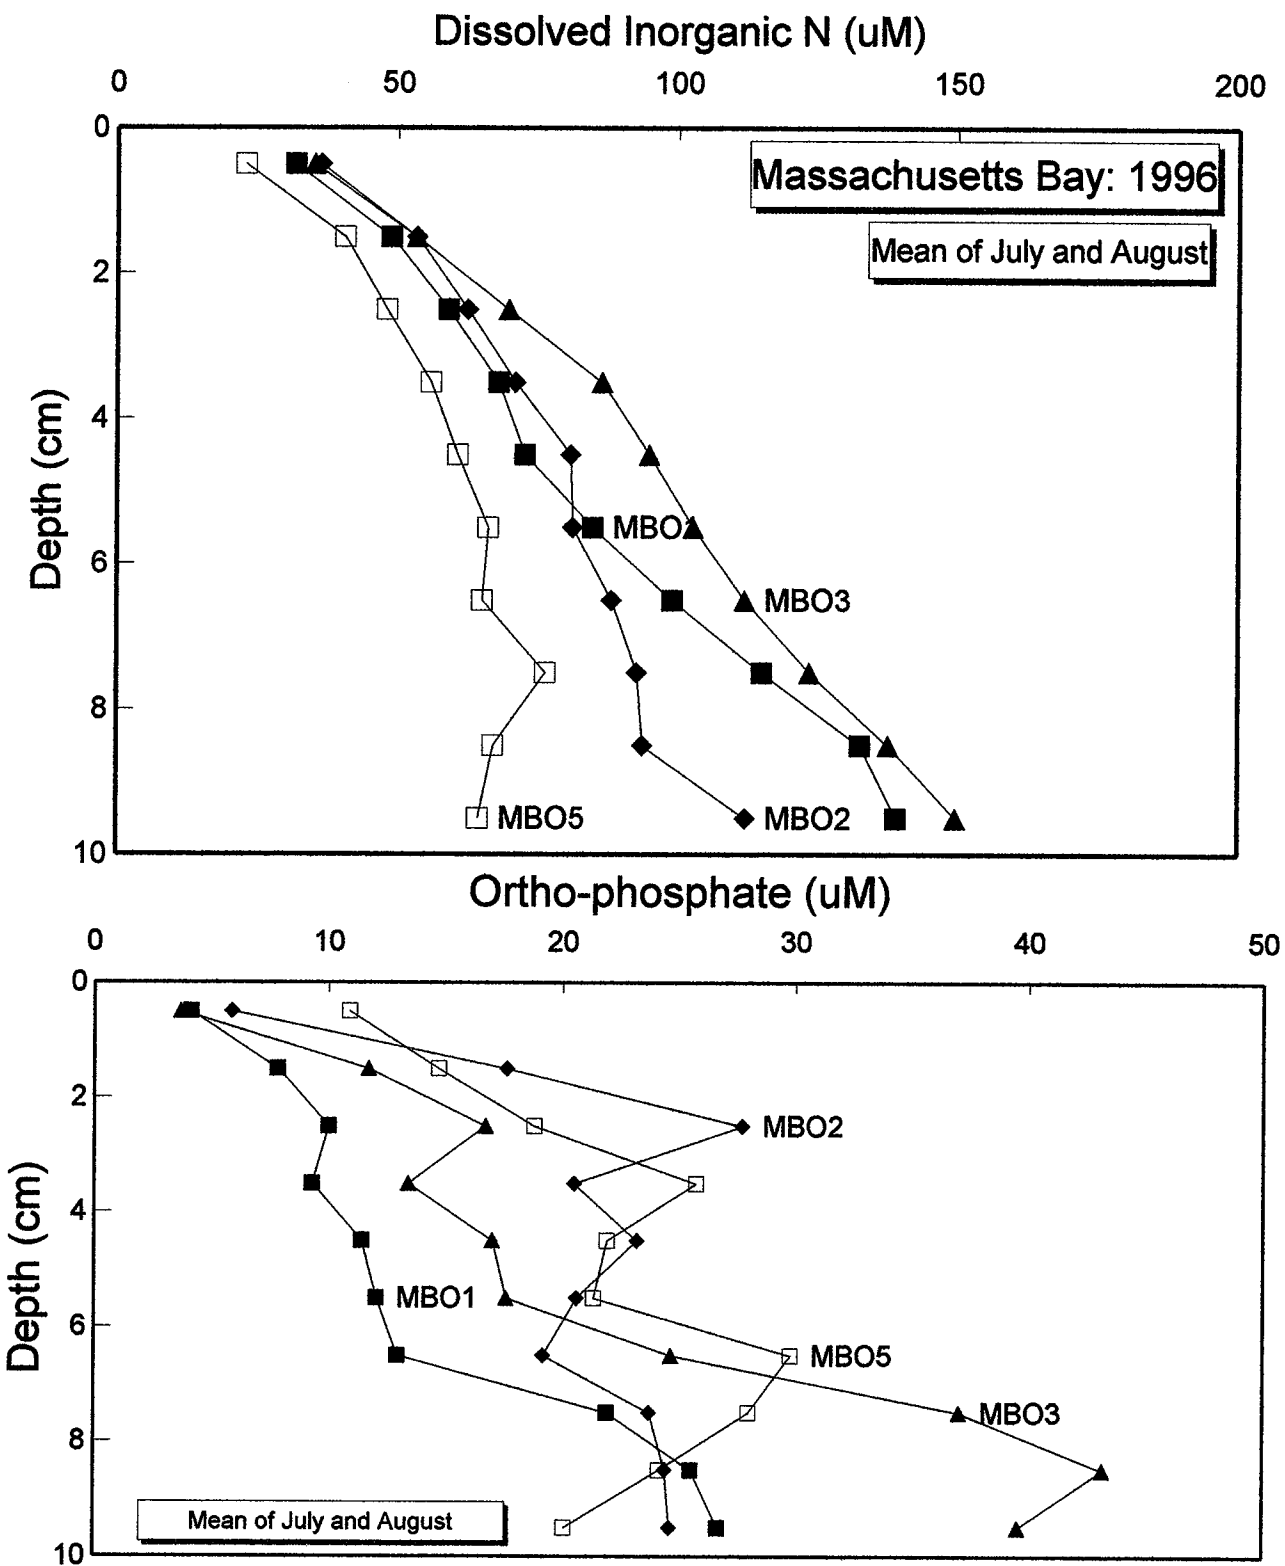 Dissolved Inorganic N (uM)
0 50 100 150 200
0
Massachusetts Bay: 1996
Mean of July and August
2
4
Depth (cm)
MBO
6
MBO3
8
MBO5 MBO2
10
Ortho-phosphate (uM)
0 10 20 30 40 50
0
2
MBO2
4
Depth (cm)
MBO1
6
MBO5
MBO3
8
Mean of July and August
10